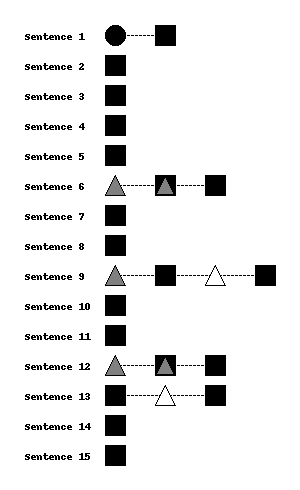 Sentence 1
Sentence 2
Sentence 3
Sentence 4
Sentence 5
Sentence 6
Sentence 7
Sentence 8
Sentence 9
Sentence 10
Sentence 11
Sentence 12
Sentence 13
Sentence 14
Sentence 15